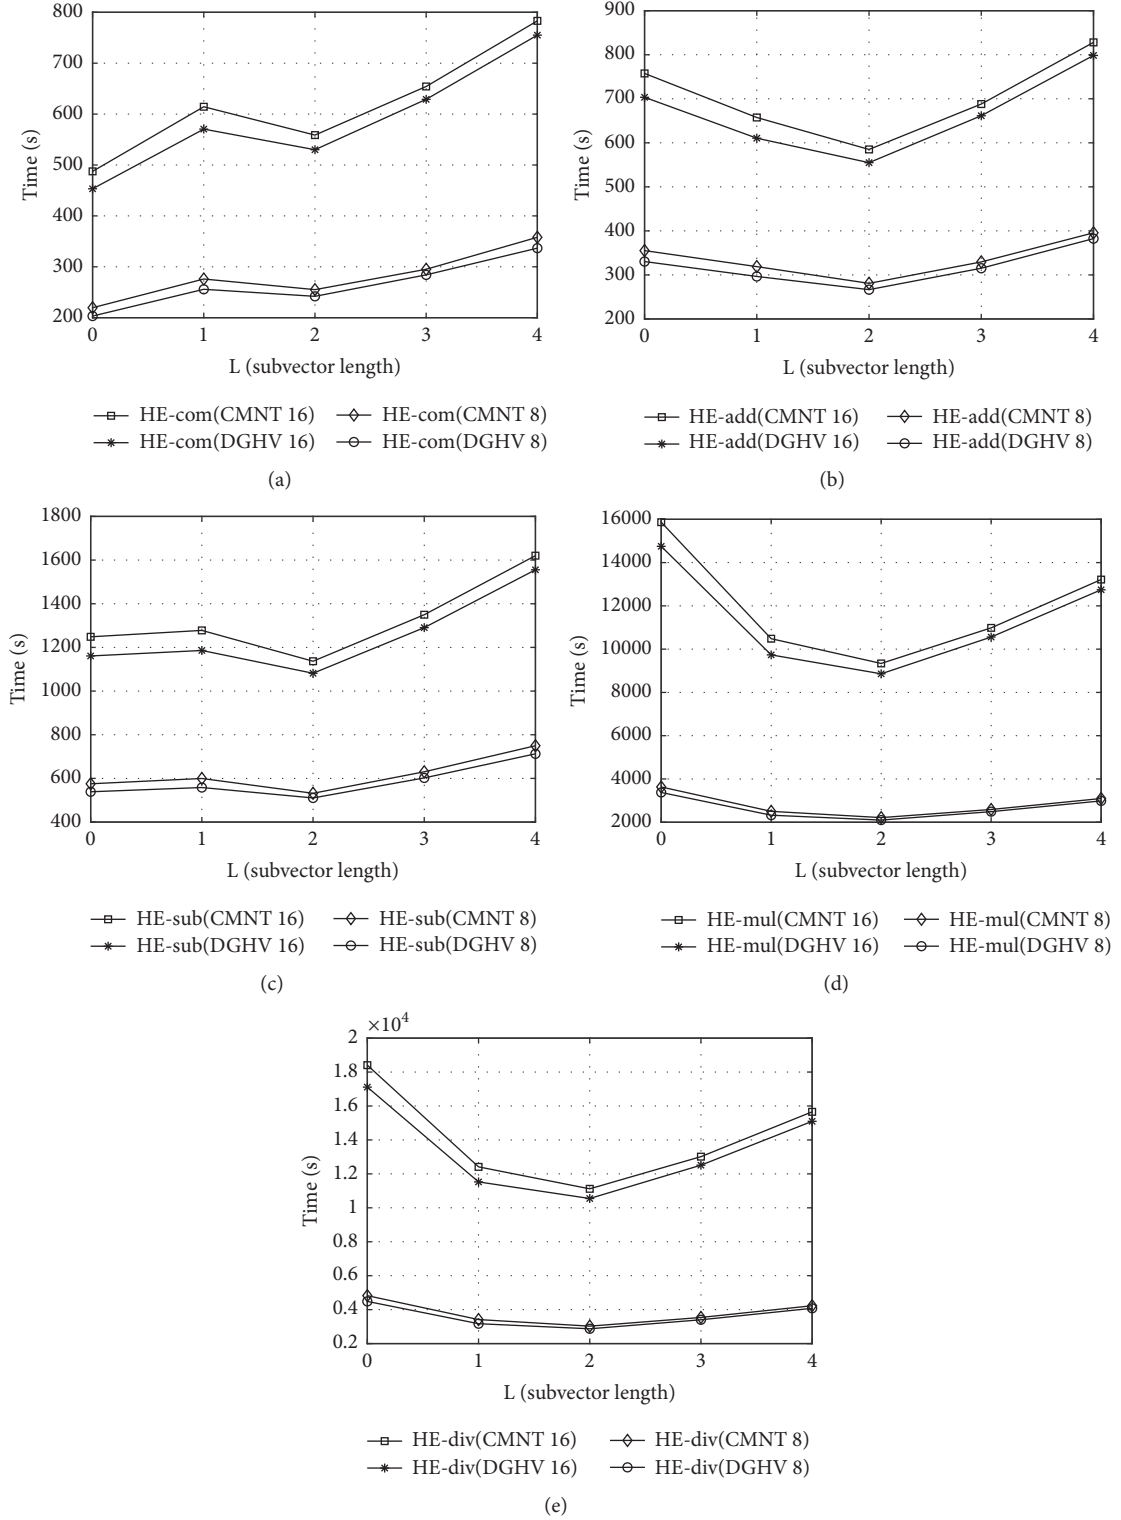 800
700
600
500
400
300
200
Time (s)
0 1 2 3 4
L (subvector length)
HE-com(CMNT 16) HE-com(CMNT 8)
HE-com(DGHV 16) HE-com(DGHV 8)
(a)
900
800
700
600
500
400
300
200
Time (s)
0 1 2 3 4
L (subvector length)
HE-add(CMNT 16) HE-add(CMNT 8)
HE-add(DGHV 16) HE-add(DGHV 8)
(b)
1800
1600
1400
1200
1000
800
600
400
Time (s)
0 1 2 3 4
L (subvector length)
HE-sub(CMNT 16) HE-sub(CMNT 8)
HE-sub(DGHV 16) HE-sub(DGHV 8)
(c)
16000
14000
12000
10000
8000
6000
4000
2000
Time (s)
0 1 2 3 4
L (subvector length)
HE-mul(CMNT 16) HE-mul(CMNT 8)
HE-mul(DGHV 16) HE-mul(DGHV 8)
(d)
×10⁴
2
1.8
1.6
1.4
1.2
1
0.8
0.6
0.4
0.2
Time (s)
0 1 2 3 4
L (subvector length)
HE-div(CMNT 16) HE-div(CMNT 8)
HE-div(DGHV 16) HE-div(DGHV 8)
(e)